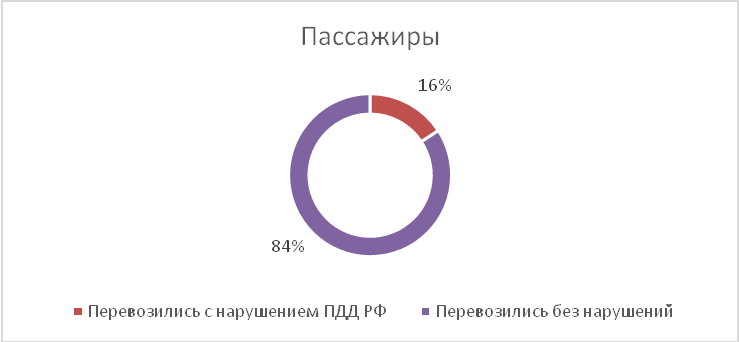 Пассажиры
16%
84%
Перевозились с нарушением ПДД РФ
Перевозились без нарушений